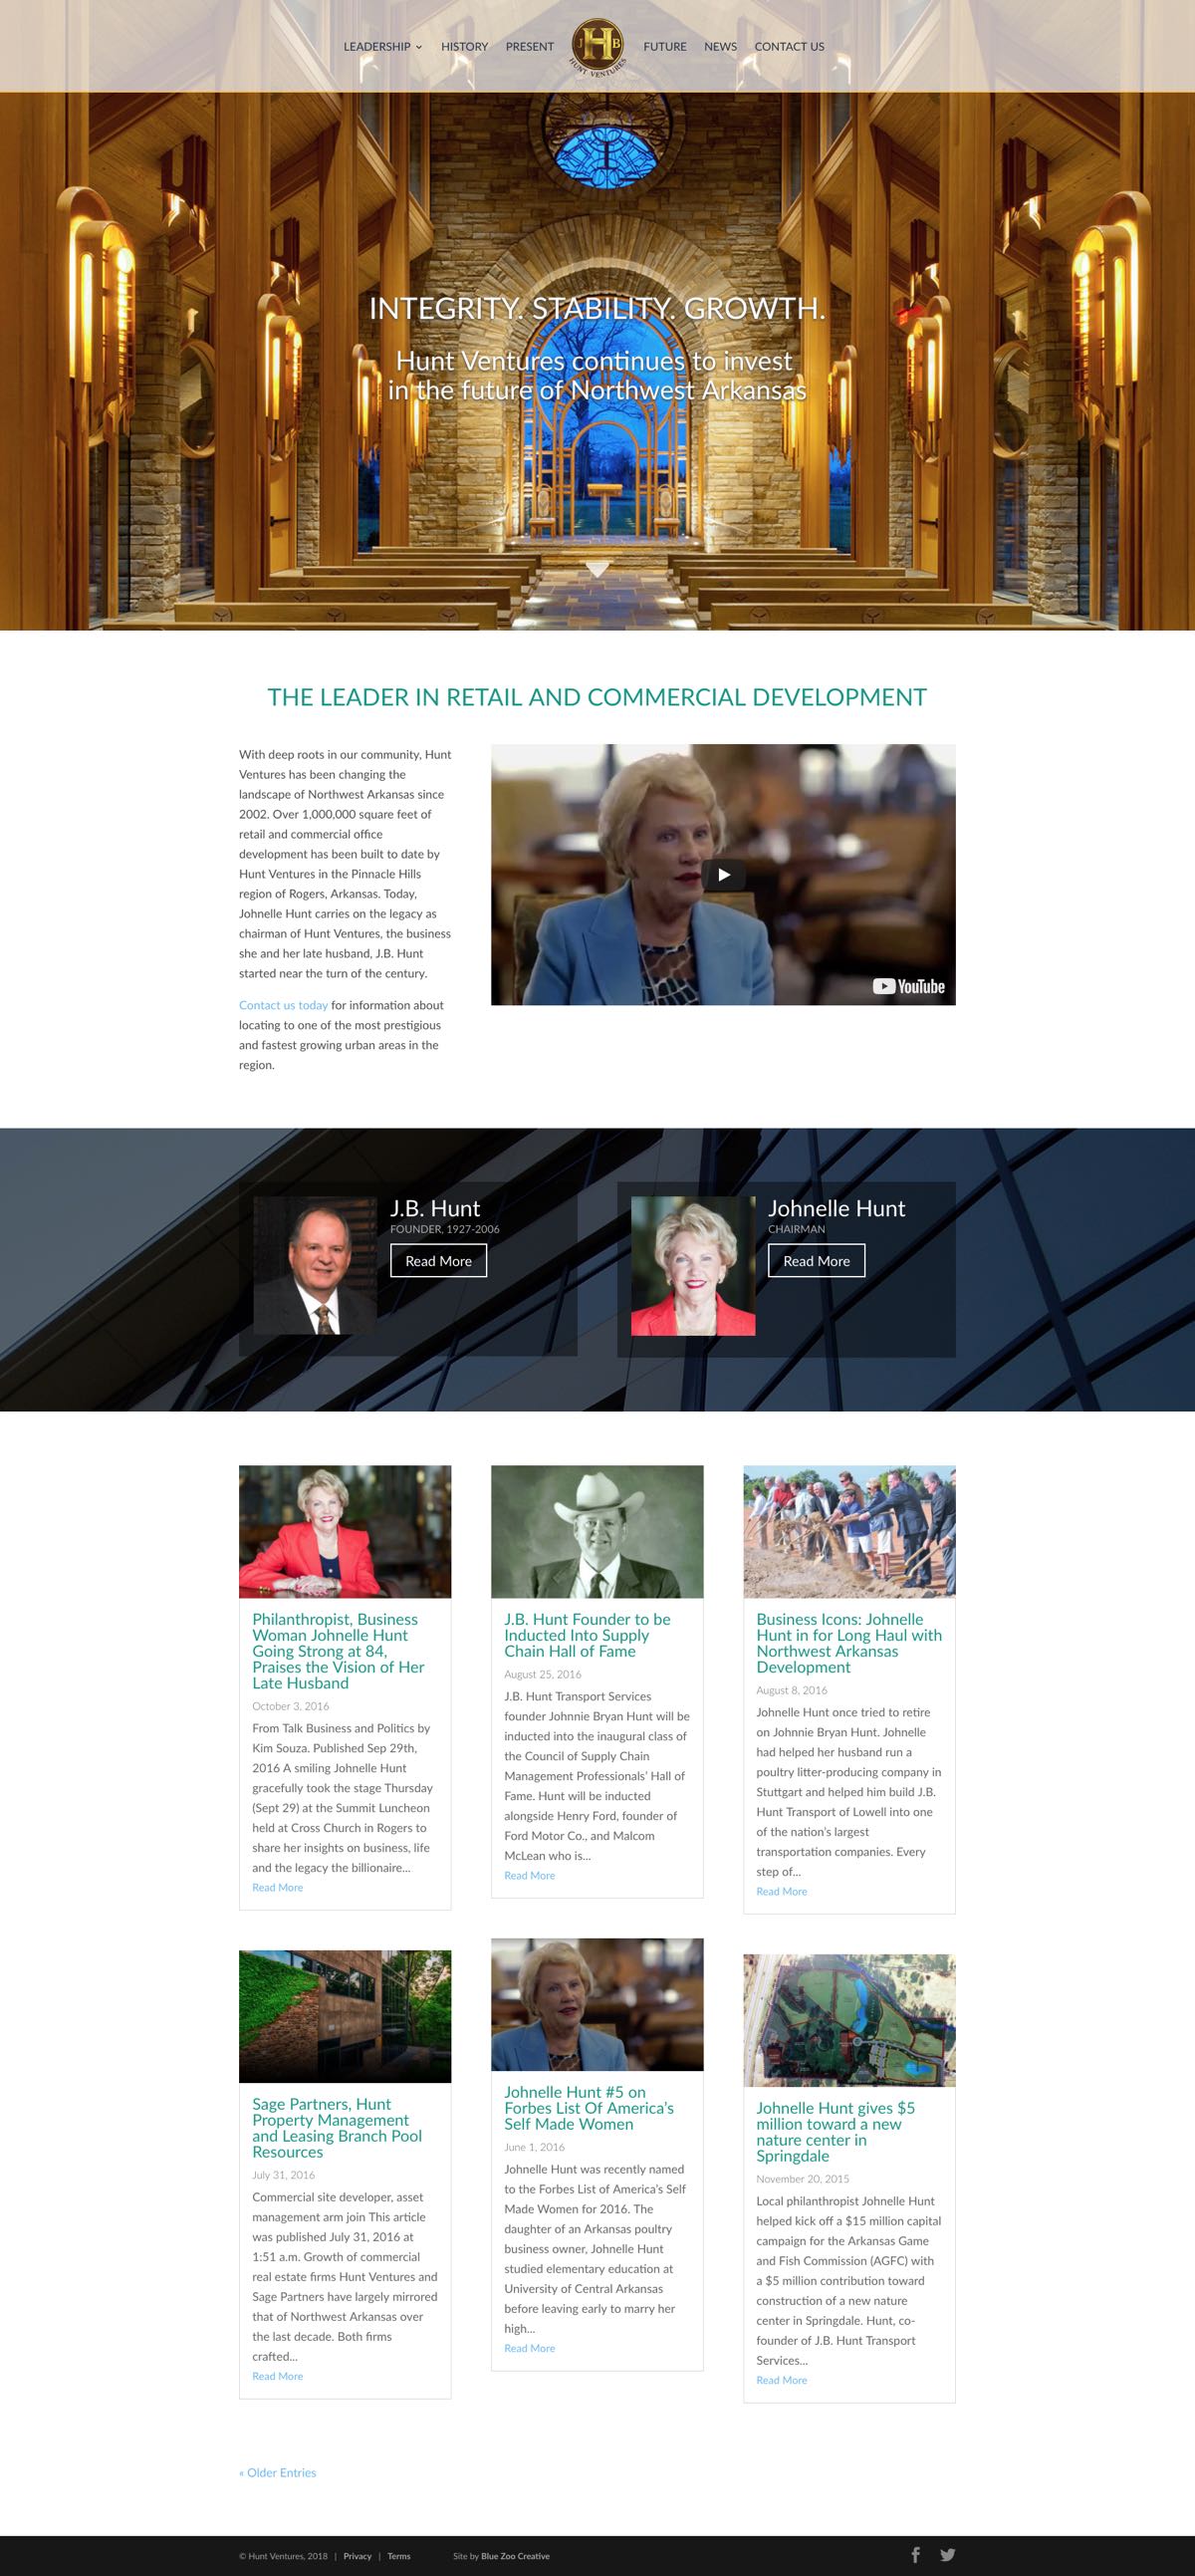 LEADERSHIP
HISTORY
PRESENT
J H B
HUNT VENTURES
FUTURE
NEWS
CONTACT US
INTEGRITY. STABILITY. GROWTH.
Hunt Ventures continues to invest
in the future of Northwest Arkansas
THE LEADER IN RETAIL AND COMMERCIAL DEVELOPMENT
With deep roots in our community, Hunt
Ventures has been changing the
landscape of Northwest Arkansas since
2002. Over 1,000,000 square feet of
retail and commercial office
development has been built to date by
Hunt Ventures in the Pinnacle Hills
region of Rogers, Arkansas. Today,
Johnelle Hunt carries on the legacy as
chairman of Hunt Ventures, the business
she and her late husband, J.B. Hunt
started near the turn of the century.
Contact us today for information about
locating to one of the most prestigious
and fastest growing urban areas in the
region.
YouTube
J.B. Hunt
FOUNDER, 1927-2006
Read More
Johnelle Hunt
CHAIRMAN
Read More
Philanthropist, Business
Woman Johnelle Hunt
Going Strong at 84,
Praises the Vision of Her
Late Husband
October 3, 2016
From Talk Business and Politics by
Kim Souza. Published Sep 29th,
2016 A smiling Johnelle Hunt
gracefully took the stage Thursday
(Sept 29) at the Summit Luncheon
held at Cross Church in Rogers to
share her insights on business, life
and the legacy the billionaire...
Read More
J.B. Hunt Founder to be
Inducted Into Supply
Chain Hall of Fame
August 25, 2016
J.B. Hunt Transport Services
founder Johnnie Bryan Hunt will be
inducted into the inaugural class of
the Council of Supply Chain
Management Professionals' Hall of
Fame. Hunt will be inducted
alongside Henry Ford, founder of
Ford Motor Co., and Malcom
McLean who is...
Read More
Business Icons: Johnelle
Hunt in for Long Haul with
Northwest Arkansas
Development
August 8, 2016
Johnelle Hunt once tried to retire
on Johnnie Bryan Hunt. Johnelle
had helped her husband run a
poultry litter-producing company in
Stuttgart and helped him build J.B.
Hunt Transport of Lowell into one
of the nation's largest
transportation companies. Every
step of...
Read More
Sage Partners, Hunt
Property Management
and Leasing Branch Pool
Resources
July 31, 2016
Commercial site developer, asset
management arm join This article
was published July 31, 2016 at
1:51 a.m. Growth of commercial
real estate firms Hunt Ventures and
Sage Partners have largely mirrored
that of Northwest Arkansas over
the last decade. Both firms
crafted...
Read More
Johnelle Hunt #5 on
Forbes List Of America's
Self Made Women
June 1, 2016
Johnelle Hunt was recently named
to the Forbes List of America's Self
Made Women for 2016. The
daughter of an Arkansas poultry
business owner, Johnelle Hunt
studied elementary education at
University of Central Arkansas
before leaving early to marry her
high...
Read More
Johnelle Hunt gives $5
million toward a new
nature center in
Springdale
November 20, 2015
Local philanthropist Johnelle Hunt
helped kick off a $15 million capital
campaign for the Arkansas Game
and Fish Commission (AGFC) with
a $5 million contribution toward
construction of a new nature
center in Springdale. Hunt, co-
founder of J.B. Hunt Transport
Services...
Read More
« Older Entries
© Hunt Ventures, 2018 | Privacy | Terms
Site by Blue Zoo Creative